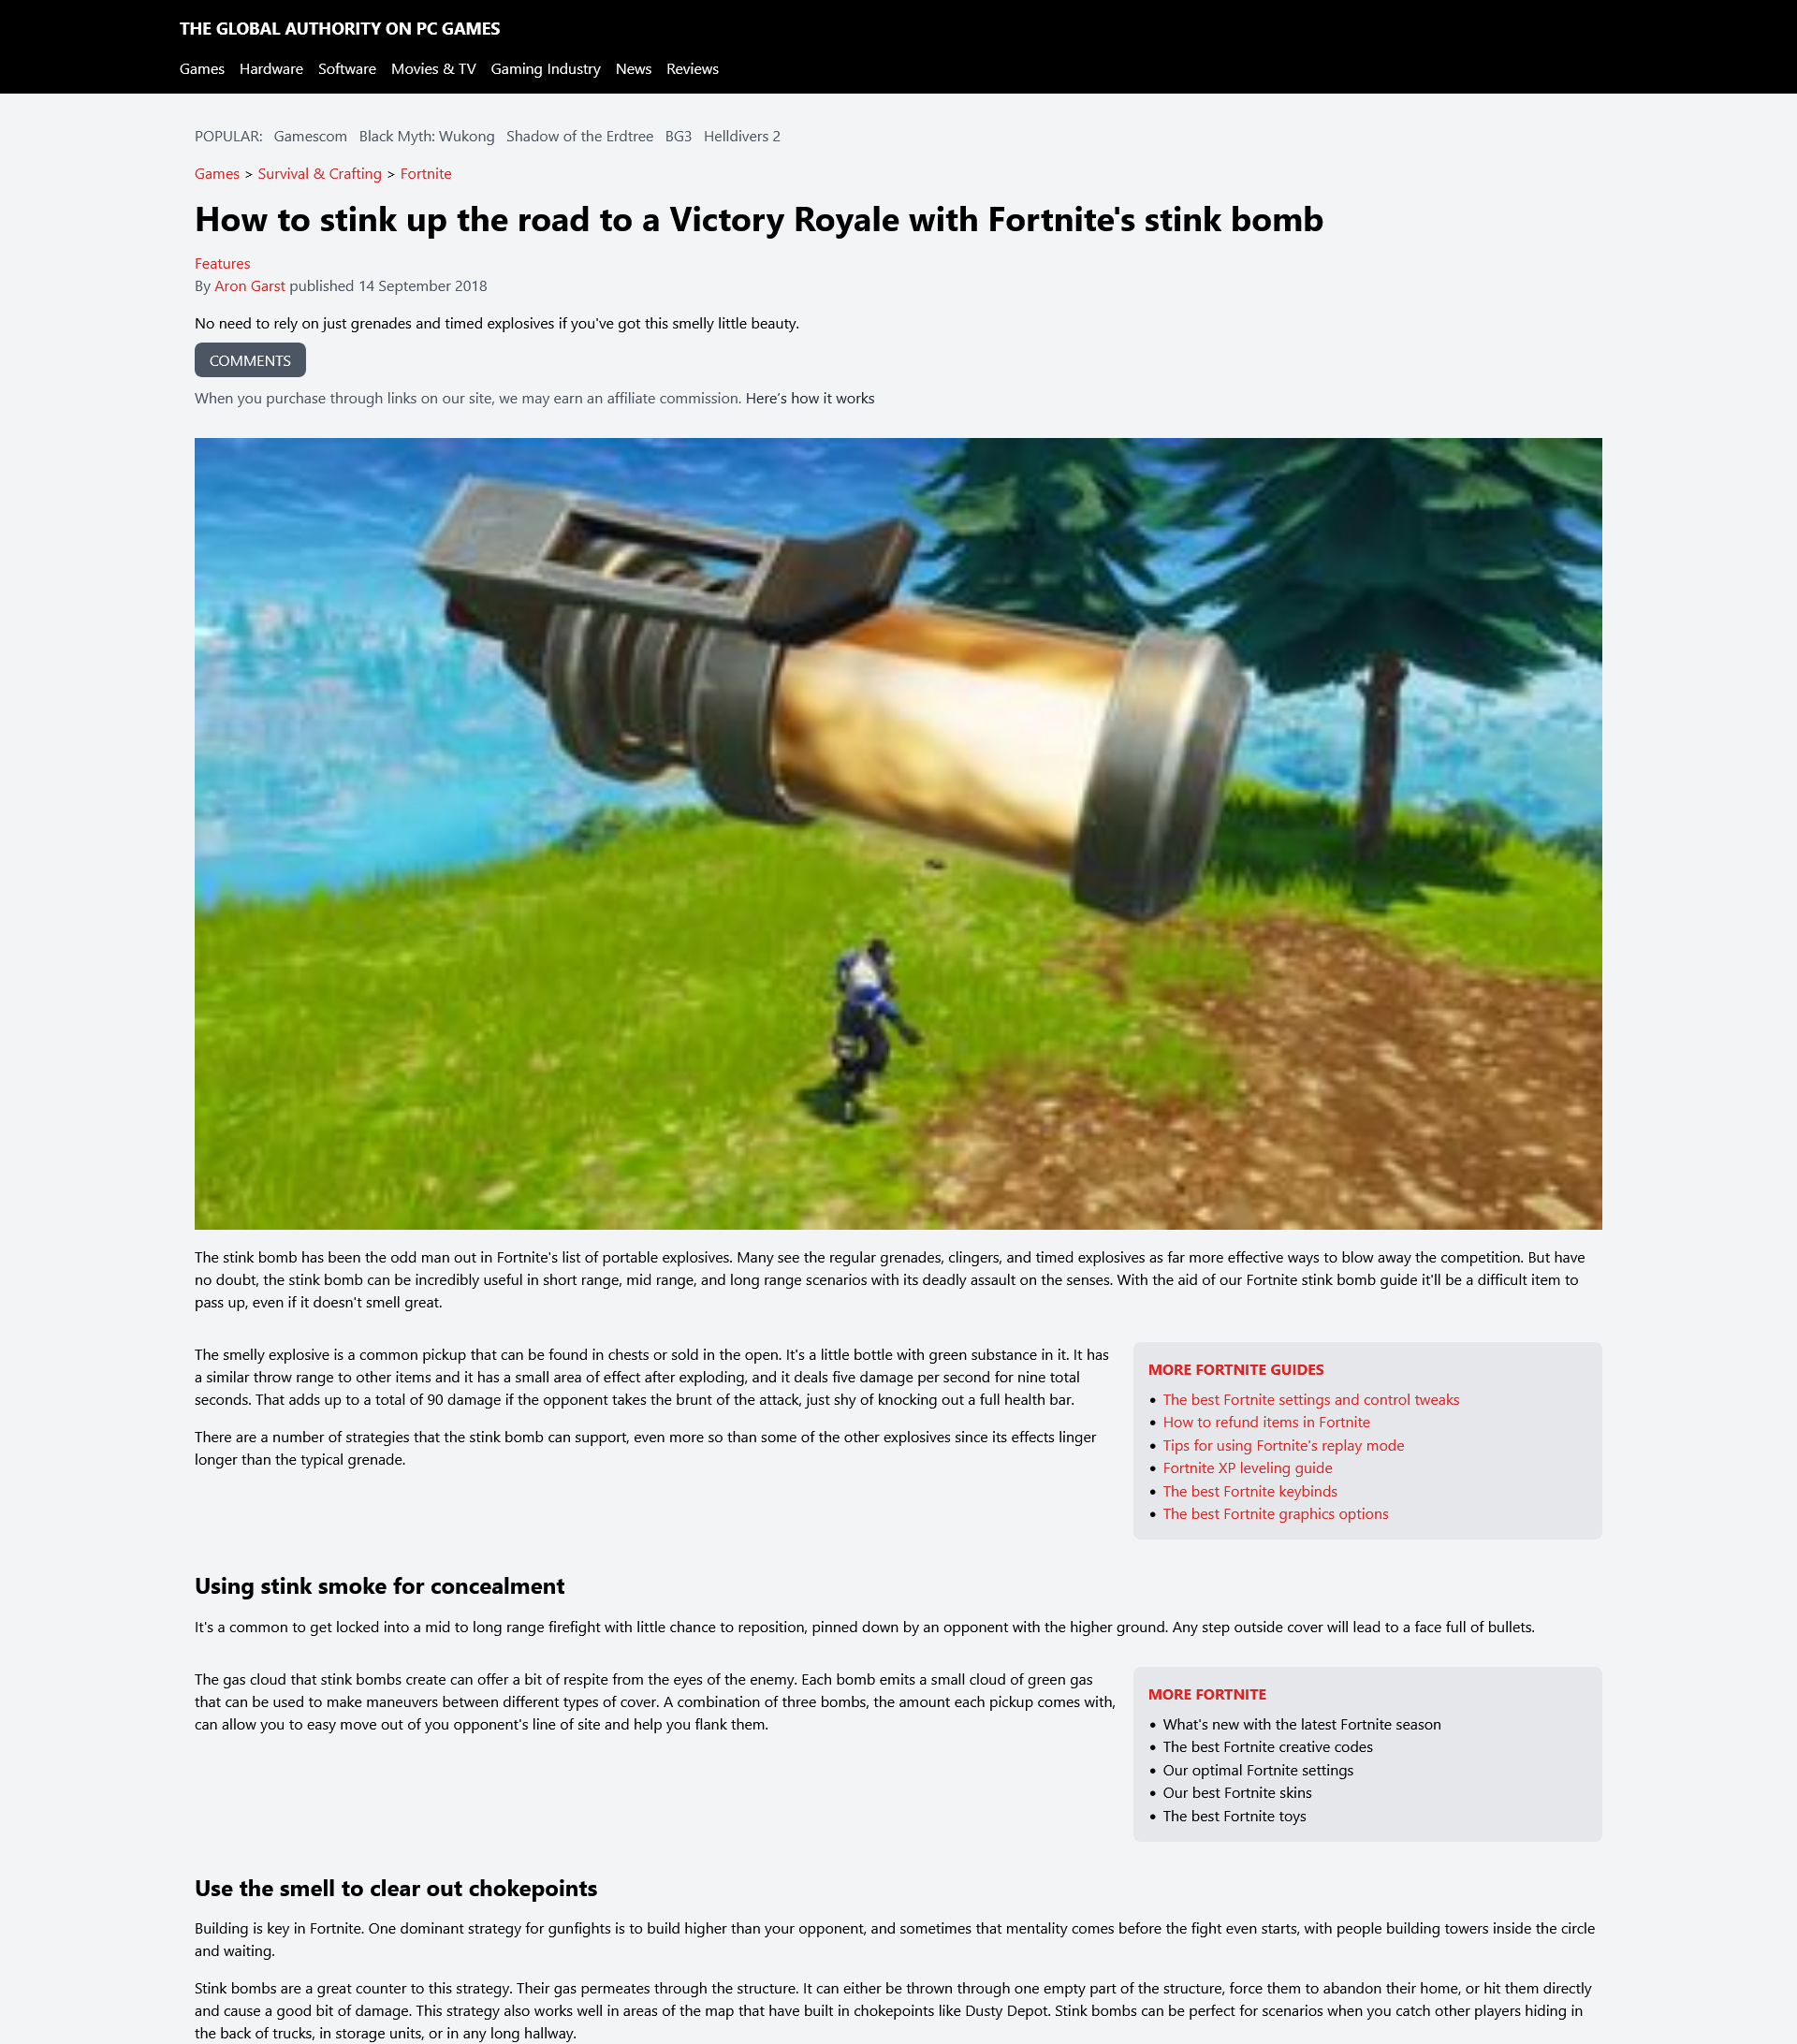 THE GLOBAL AUTHORITY ON PC GAMES
Games Hardware Software Movies & TV Gaming Industry News Reviews
POPULAR: Gamescom Black Myth: Wukong Shadow of the Erdtree BG3 Helldivers 2
Games > Survival & Crafting > Fortnite
How to stink up the road to a Victory Royale with Fortnite's stink bomb
Features
By Aron Garst published 14 September 2018
No need to rely on just grenades and timed explosives if you've got this smelly little beauty.
COMMENTS
When you purchase through links on our site, we may earn an affiliate commission. Here’s how it works
The stink bomb has been the odd man out in Fortnite's list of portable explosives. Many see the regular grenades, clingers, and timed explosives as far more effective ways to blow away the competition. But have
no doubt, the stink bomb can be incredibly useful in short range, mid range, and long range scenarios with its deadly assault on the senses. With the aid of our Fortnite stink bomb guide it'll be a difficult item to
pass up, even if it doesn't smell great.
The smelly explosive is a common pickup that can be found in chests or sold in the open. It's a little bottle with green substance in it. It has
a similar throw range to other items and it has a small area of effect after exploding, and it deals five damage per second for nine total
seconds. That adds up to a total of 90 damage if the opponent takes the brunt of the attack, just shy of knocking out a full health bar.
There are a number of strategies that the stink bomb can support, even more so than some of the other explosives since its effects linger
longer than the typical grenade.
MORE FORTNITE GUIDES
• The best Fortnite settings and control tweaks
• How to refund items in Fortnite
• Tips for using Fortnite's replay mode
• Fortnite XP leveling guide
• The best Fortnite keybinds
• The best Fortnite graphics options
Using stink smoke for concealment
It's a common to get locked into a mid to long range firefight with little chance to reposition, pinned down by an opponent with the higher ground. Any step outside cover will lead to a face full of bullets.
The gas cloud that stink bombs create can offer a bit of respite from the eyes of the enemy. Each bomb emits a small cloud of green gas
that can be used to make maneuvers between different types of cover. A combination of three bombs, the amount each pickup comes with,
can allow you to easy move out of you opponent's line of site and help you flank them.
MORE FORTNITE
• What's new with the latest Fortnite season
• The best Fortnite creative codes
• Our optimal Fortnite settings
• Our best Fortnite skins
• The best Fortnite toys
Use the smell to clear out chokepoints
Building is key in Fortnite. One dominant strategy for gunfights is to build higher than your opponent, and sometimes that mentality comes before the fight even starts, with people building towers inside the circle
and waiting.
Stink bombs are a great counter to this strategy. Their gas permeates through the structure. It can either be thrown through one empty part of the structure, force them to abandon their home, or hit them directly
and cause a good bit of damage. This strategy also works well in areas of the map that have built in chokepoints like Dusty Depot. Stink bombs can be perfect for scenarios when you catch other players hiding in
the back of trucks, in storage units, or in any long hallway.